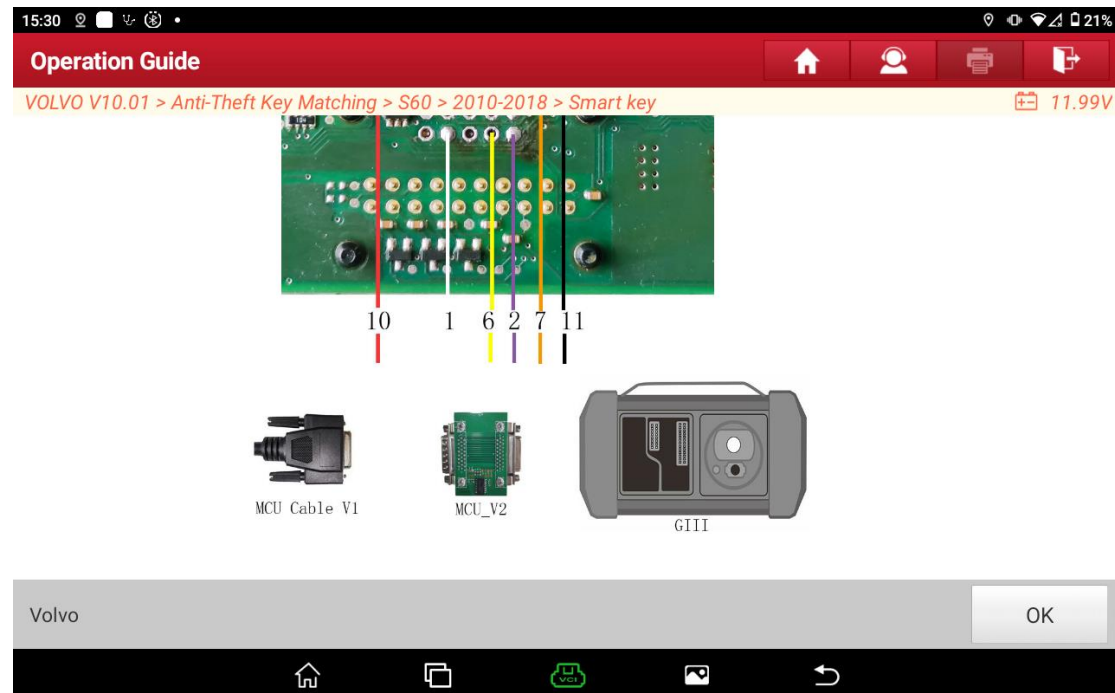 15:30 21%
Operation Guide
VOLVO V10.01 > Anti-Theft Key Matching > S60 > 2010-2018 > Smart key 11.99V
10 1 6 2 7 11
MCU Cable V1
MCU_V2
GIII
Volvo
OK
VCI